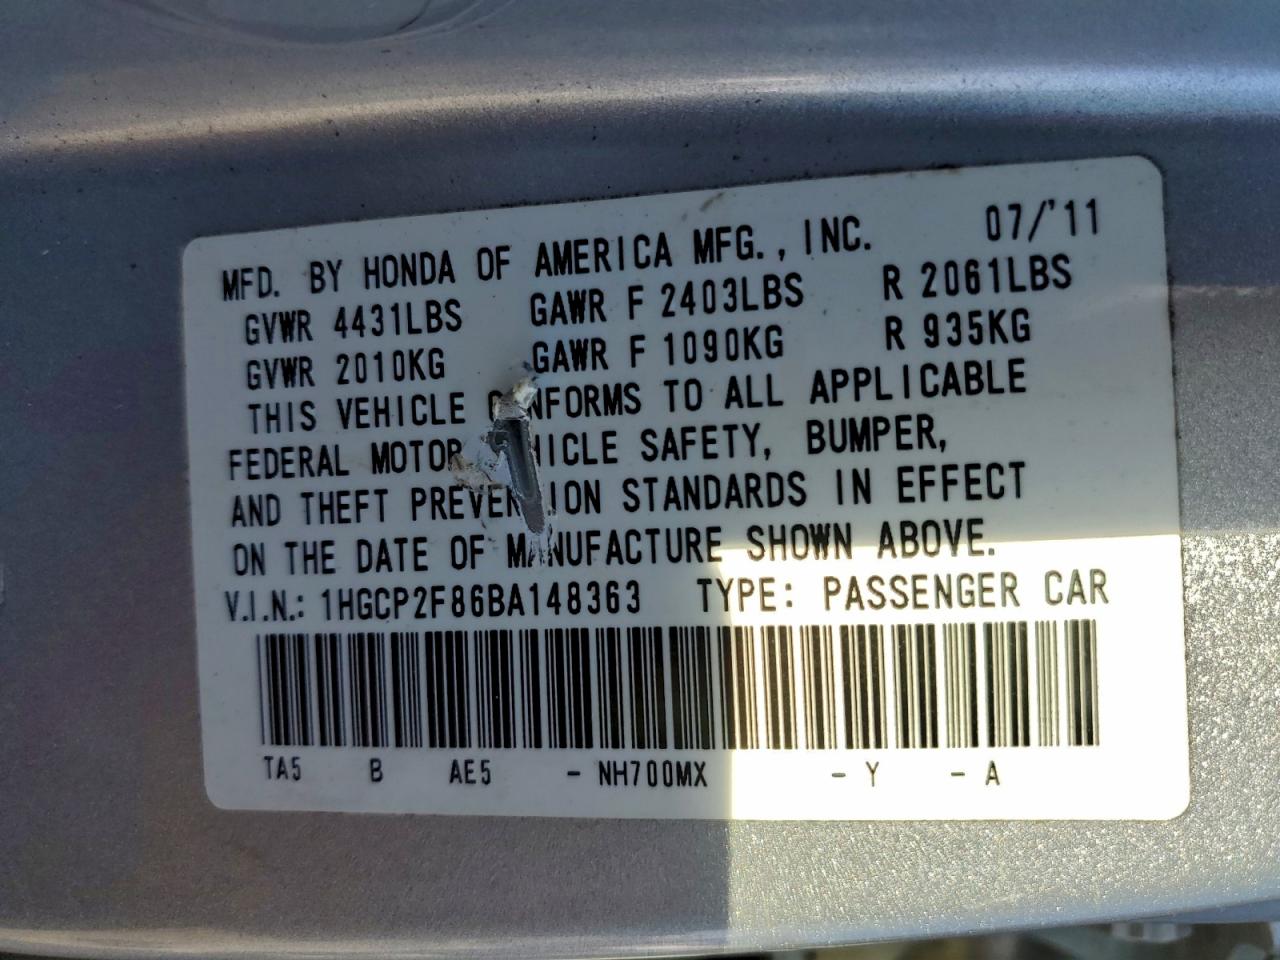 MFD. BY HONDA OF AMERICA MFG., INC. 07/'11
GVWR 4431LBS GAWR F 2403LBS R 2061LBS
GVWR 2010KG GAWR F 1090KG R 935KG
THIS VEHICLE CONFORMS TO ALL APPLICABLE
FEDERAL MOTOR VEHICLE SAFETY, BUMPER,
AND THEFT PREVENTION STANDARDS IN EFFECT
ON THE DATE OF MANUFACTURE SHOWN ABOVE.
V.I.N.: 1HGCP2F86BA148363 TYPE: PASSENGER CAR
TA5 B AE5 - NH700MX - Y - A